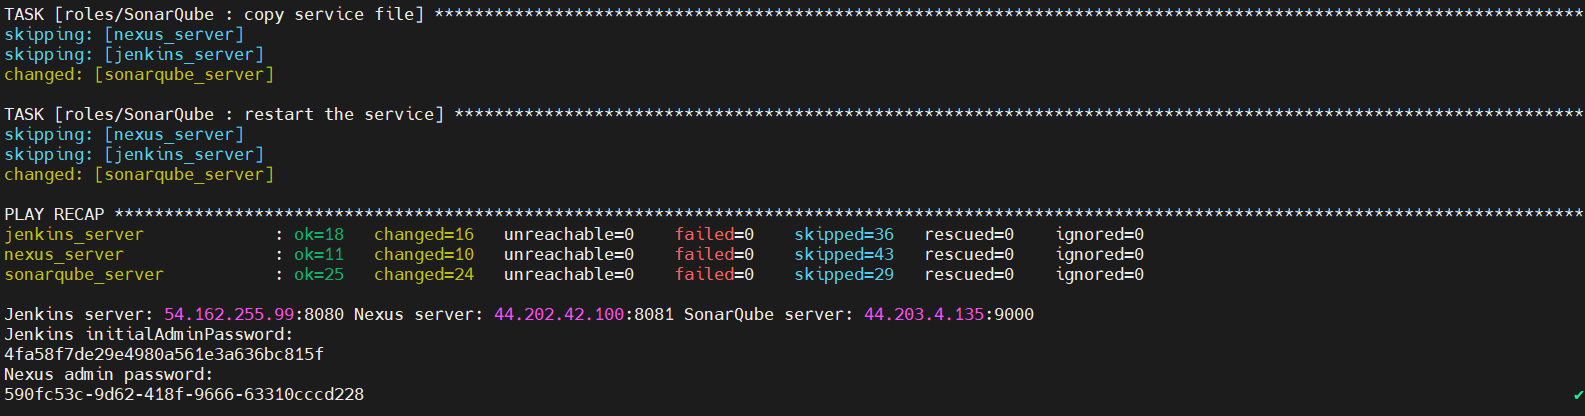 TASK [roles/SonarQube : copy service file] *******************************************************************************************************************
skipping: [nexus_server]
skipping: [jenkins_server]
changed: [sonarqube_server]
TASK [roles/SonarQube : restart the service] *****************************************************************************************************************
skipping: [nexus_server]
skipping: [jenkins_server]
changed: [sonarqube_server]
PLAY RECAP ***************************************************************************************************************************************************
jenkins_server             : ok=18   changed=16   unreachable=0    failed=0    skipped=36   rescued=0    ignored=0
nexus_server               : ok=11   changed=10   unreachable=0    failed=0    skipped=43   rescued=0    ignored=0
sonarqube_server           : ok=25   changed=24   unreachable=0    failed=0    skipped=29   rescued=0    ignored=0
Jenkins server: 54.162.255.99:8080 Nexus server: 44.202.42.100:8081 SonarQube server: 44.203.4.135:9000
Jenkins initialAdminPassword:
4fa58f7de29e4980a561e3a636bc815f
Nexus admin password:
590fc53c-9d62-418f-9666-63310cccd228